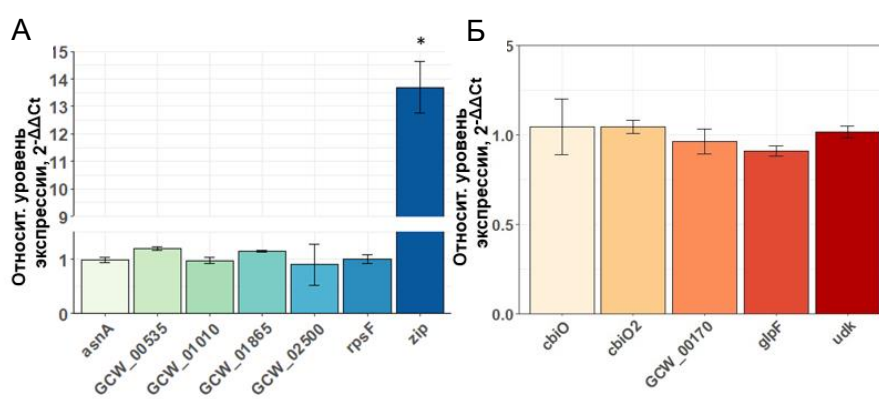 А
Относит. уровень
экспрессии, 2-ΔΔCt
15
14
13
12
11
10
9
1
0
*
asnA
GCW_00535
GCW_01010
GCW_01865
GCW_02500
rpsF
zip
Б
Относит. уровень
экспрессии, 2-ΔΔCt
5
1.0
0.5
0.0
cbiO
cbiO2
GCW_00170
glpF
udk